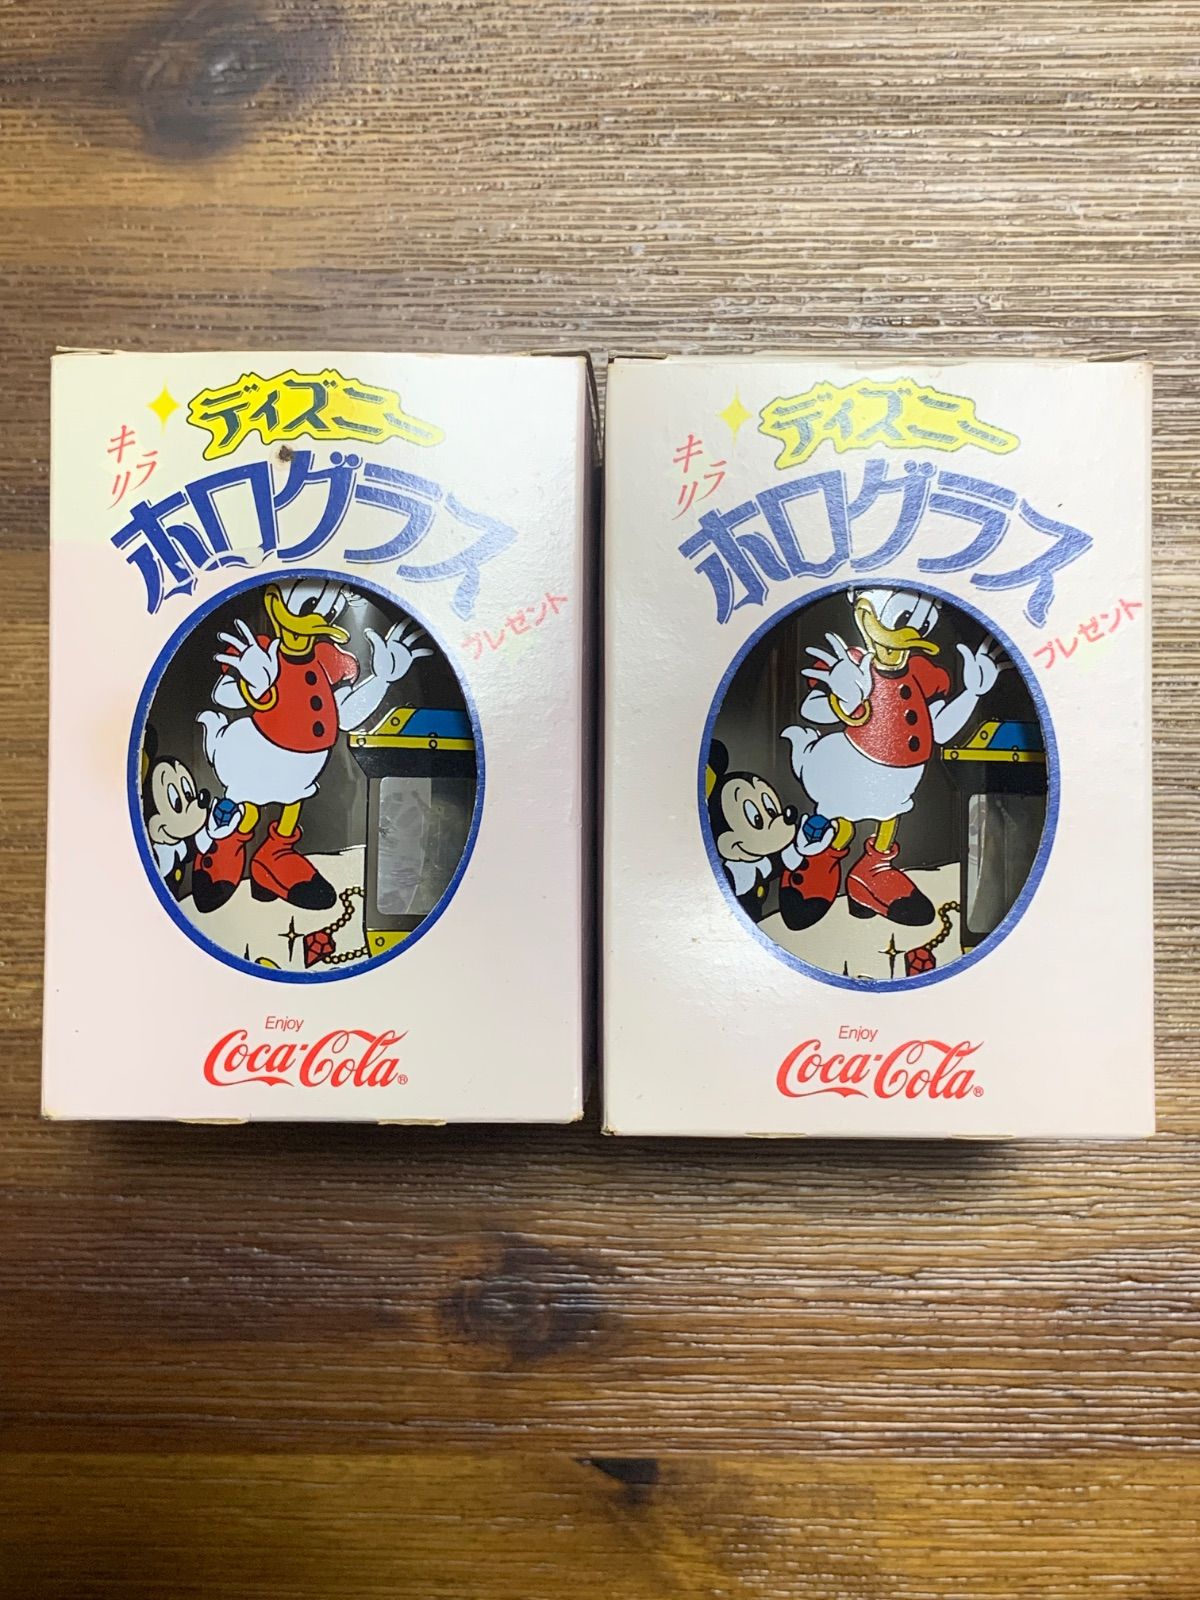 ディズニー
キラリ
ホログラス
プレゼント
Enjoy
Coca-Cola®
ディズニー
キラリ
ホログラス
プレゼント
Enjoy
Coca-Cola®